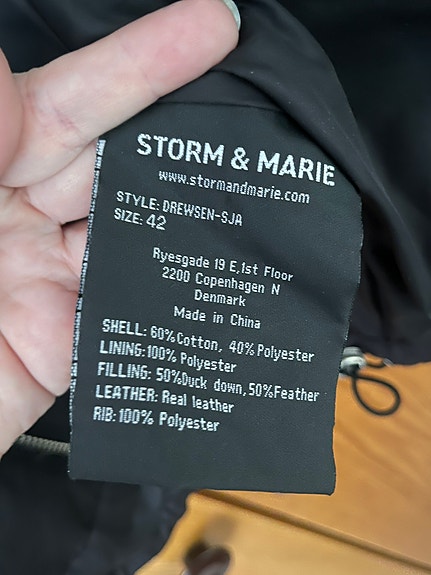 STORM & MARIE
www.stormandmarie.com
STYLE: DREWSEN-SJA
SIZE: 42
Ryesgade 19 E,1st Floor
2200 Copenhagen N
Denmark
Made in China
SHELL: 60%Cotton, 40%Polyester
LINING:100% Polyester
FILLING: 50%Duck down,50%Feather
LEATHER: Real leather
RIB:100% Polyester